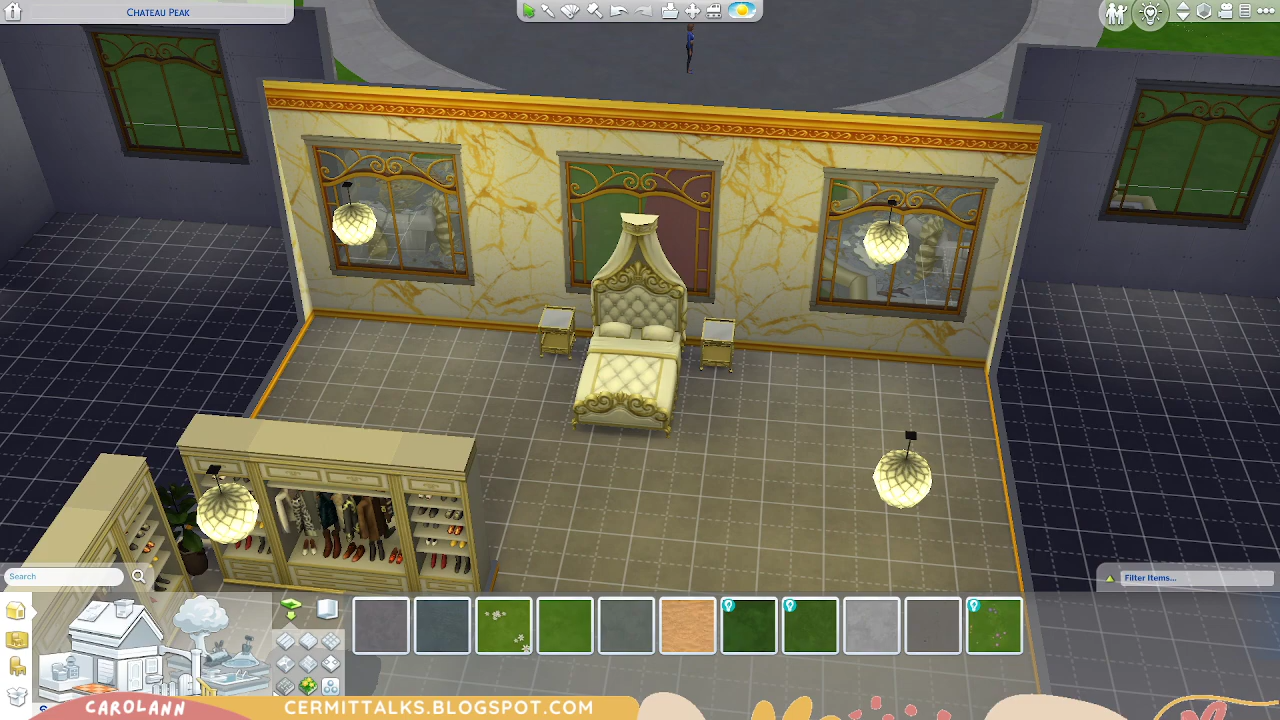 CHATEAU PEAK
Search
Filter Items...
CAROLANN
CERMITTALKS.BLOGSPOT.COM